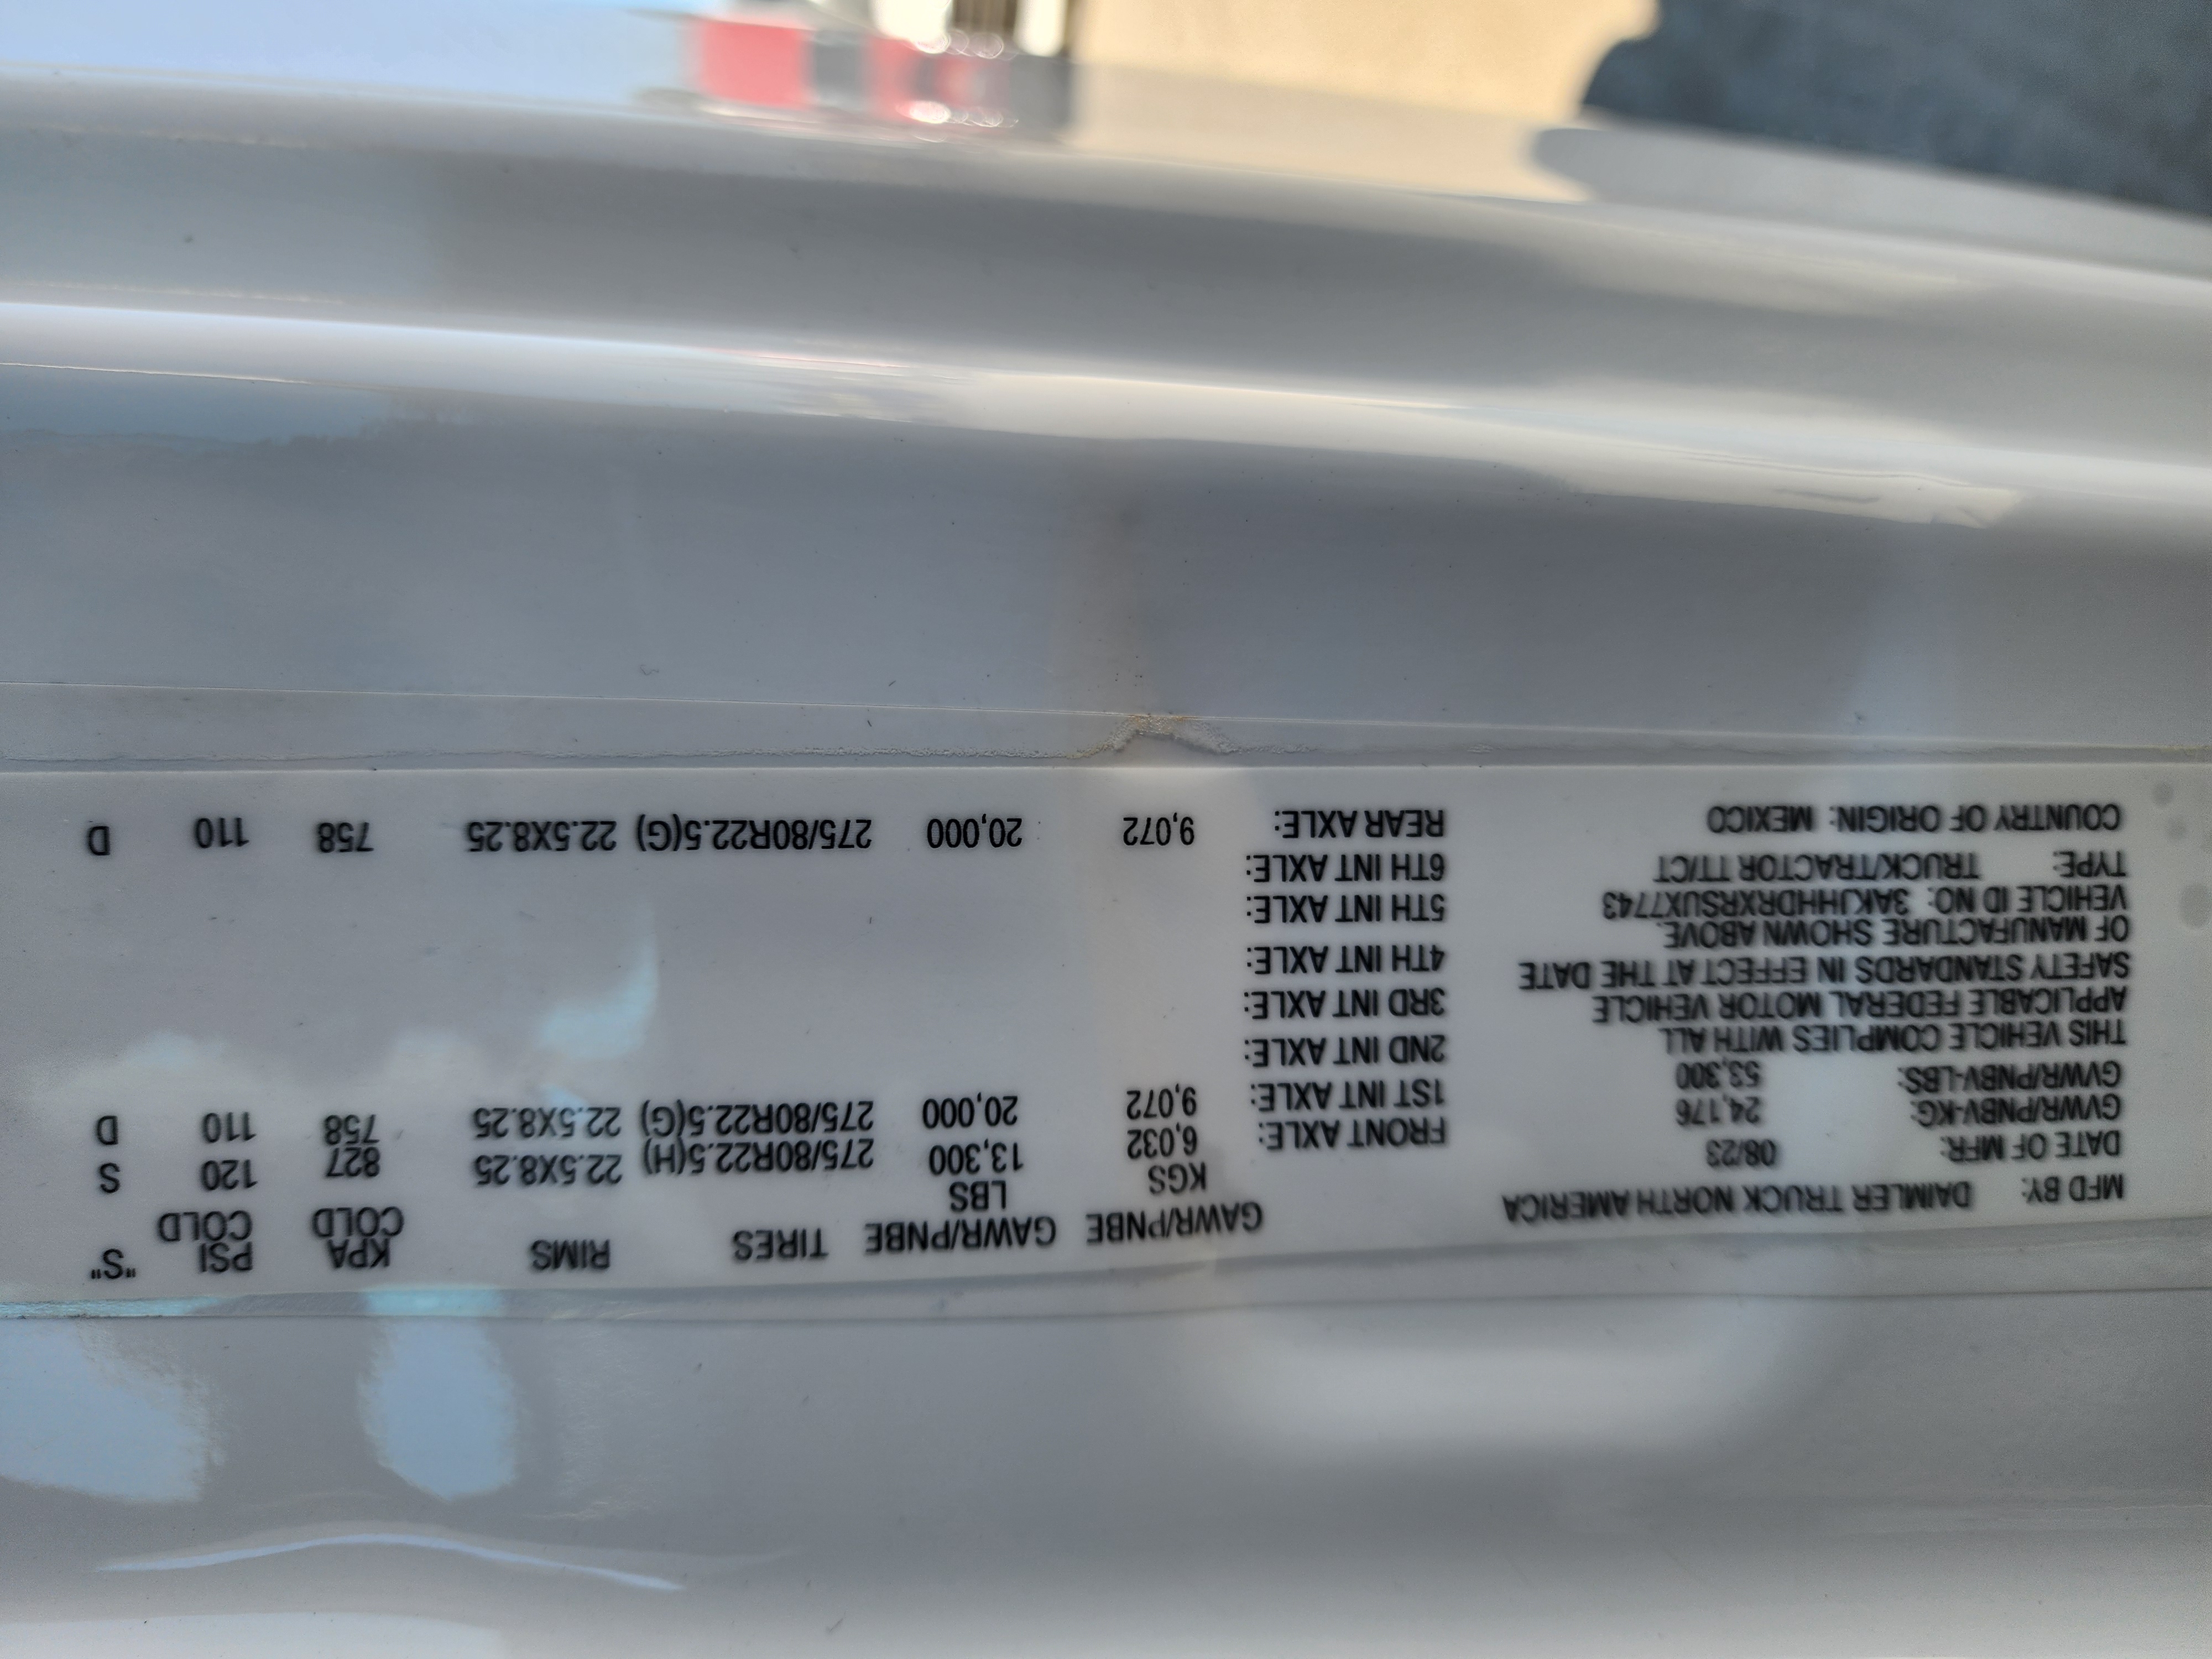 MFD BY: DAIMLER TRUCK NORTH AMERICA
DATE OF MFR: 08/23
GVWR/PNBV-KG: 24,176
GVWR/PNBV-LBS: 53,300
THIS VEHICLE COMPLIES WITH ALL
APPLICABLE FEDERAL MOTOR VEHICLE
SAFETY STANDARDS IN EFFECT AT THE DATE
OF MANUFACTURE SHOWN ABOVE.
VEHICLE ID NO: 3AKJHHDRXRSUX7743
TYPE: TRUCK/TRACTOR TT/CT
COUNTRY OF ORIGIN: MEXICO
GAWR/PNBE GAWR/PNBE TIRES RIMS KPA PSI "S"
KGS LBS COLD COLD
FRONT AXLE: 6,032 13,300 275/80R22.5(H) 22.5X8.25 827 120 S
1ST INT AXLE: 9,072 20,000 275/80R22.5(G) 22.5X8.25 758 110 D
2ND INT AXLE:
3RD INT AXLE:
4TH INT AXLE:
5TH INT AXLE:
6TH INT AXLE:
REAR AXLE: 9,072 20,000 275/80R22.5(G) 22.5X8.25 758 110 D